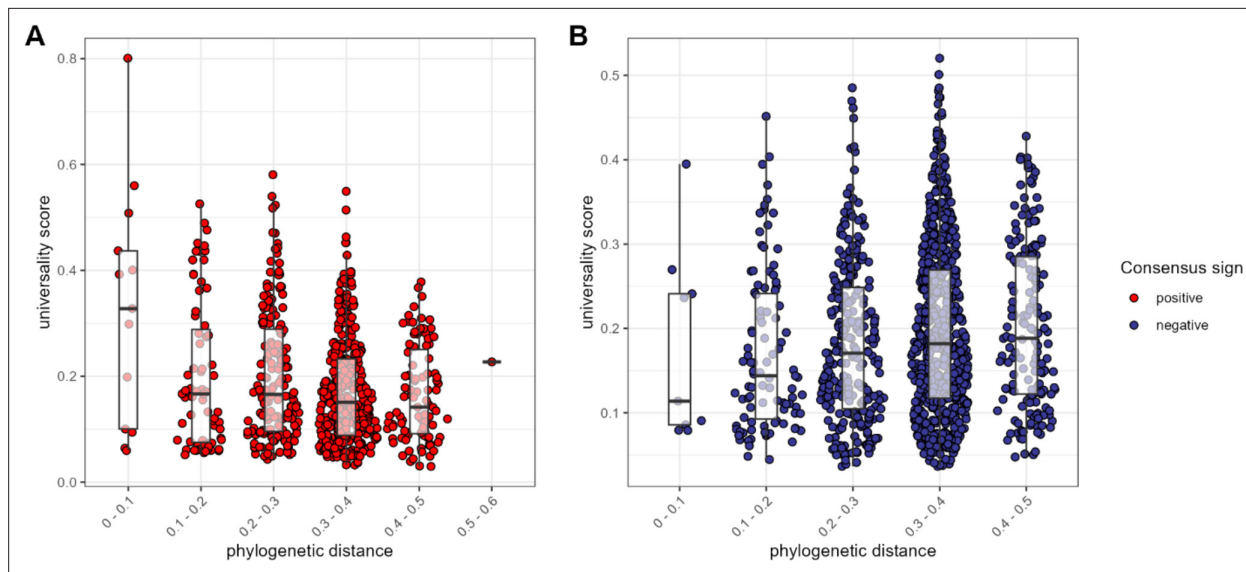 A
universality score
0.8
0.6
0.4
0.2
0.0
0 - 0.1
0.1 - 0.2
0.2 - 0.3
0.3 - 0.4
0.4 - 0.5
0.5 - 0.6
phylogenetic distance
B
universality score
0.5
0.4
0.3
0.2
0.1
0 - 0.1
0.1 - 0.2
0.2 - 0.3
0.3 - 0.4
0.4 - 0.5
phylogenetic distance
Consensus sign
positive
negative